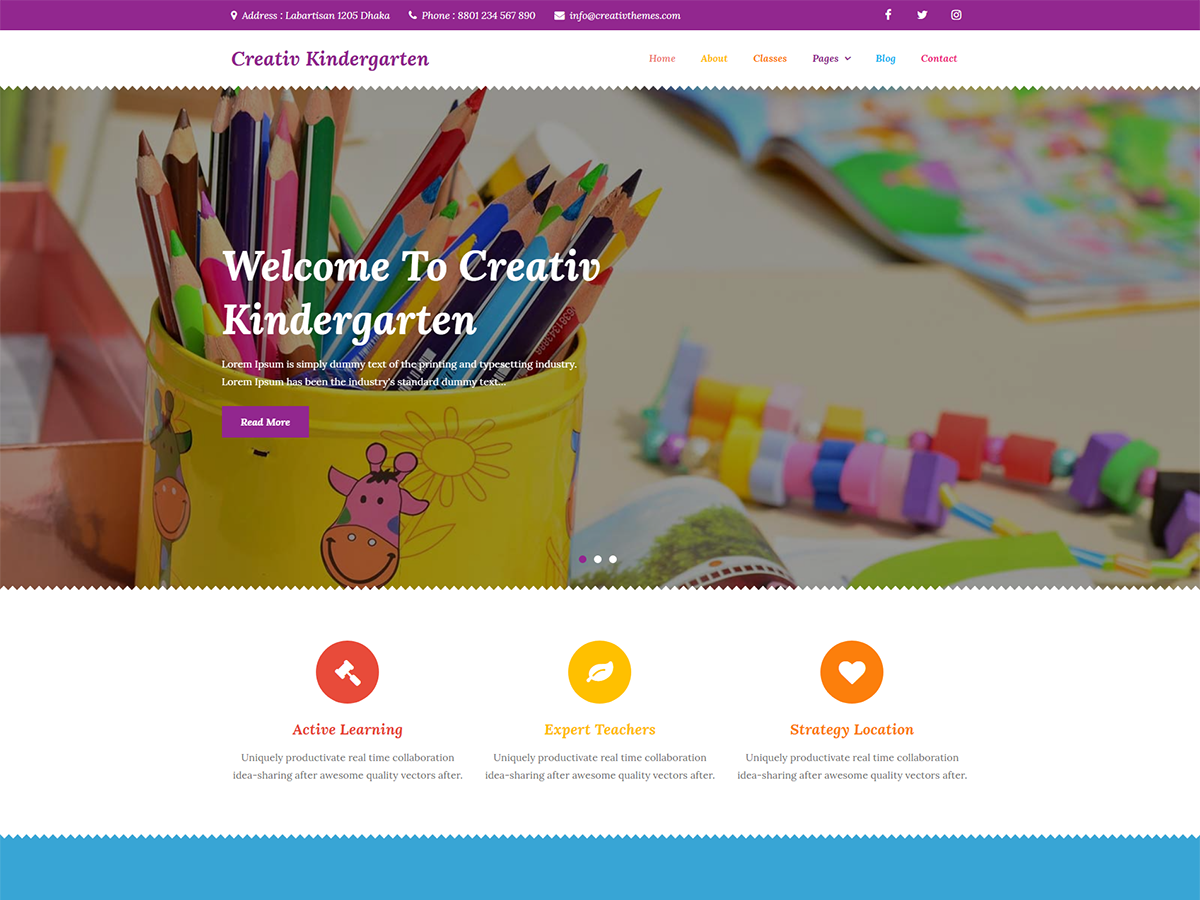 Address : Labartisan 1205 Dhaka Phone : 8801 234 567 890 info@creativthemes.com
Creativ Kindergarten
Home About Classes Pages Blog Contact
Welcome To Creativ
Kindergarten
Lorem Ipsum is simply dummy text of the printing and typesetting industry.
Lorem Ipsum has been the industry's standard dummy text...
Read More
Active Learning
Uniquely productivate real time collaboration
idea-sharing after awesome quality vectors after.
Expert Teachers
Uniquely productivate real time collaboration
idea-sharing after awesome quality vectors after.
Strategy Location
Uniquely productivate real time collaboration
idea-sharing after awesome quality vectors after.